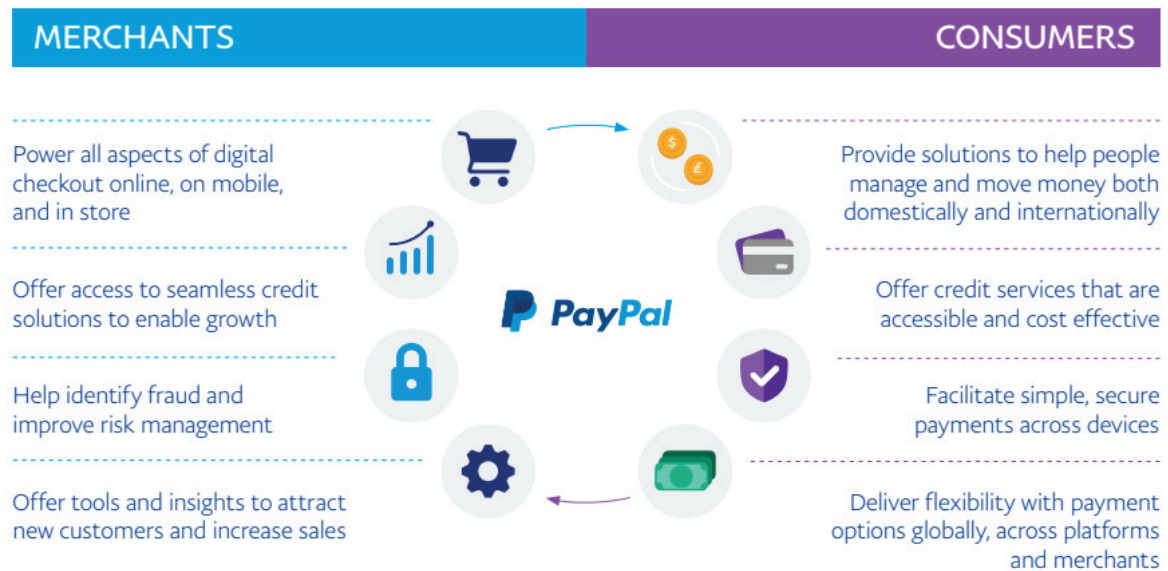 MERCHANTS
CONSUMERS
Power all aspects of digital
checkout online, on mobile,
and in store
Offer access to seamless credit
solutions to enable growth
Help identify fraud and
improve risk management
Offer tools and insights to attract
new customers and increase sales
$
£
PayPal
Provide solutions to help people
manage and move money both
domestically and internationally
Offer credit services that are
accessible and cost effective
Facilitate simple, secure
payments across devices
Deliver flexibility with payment
options globally, across platforms
and merchants